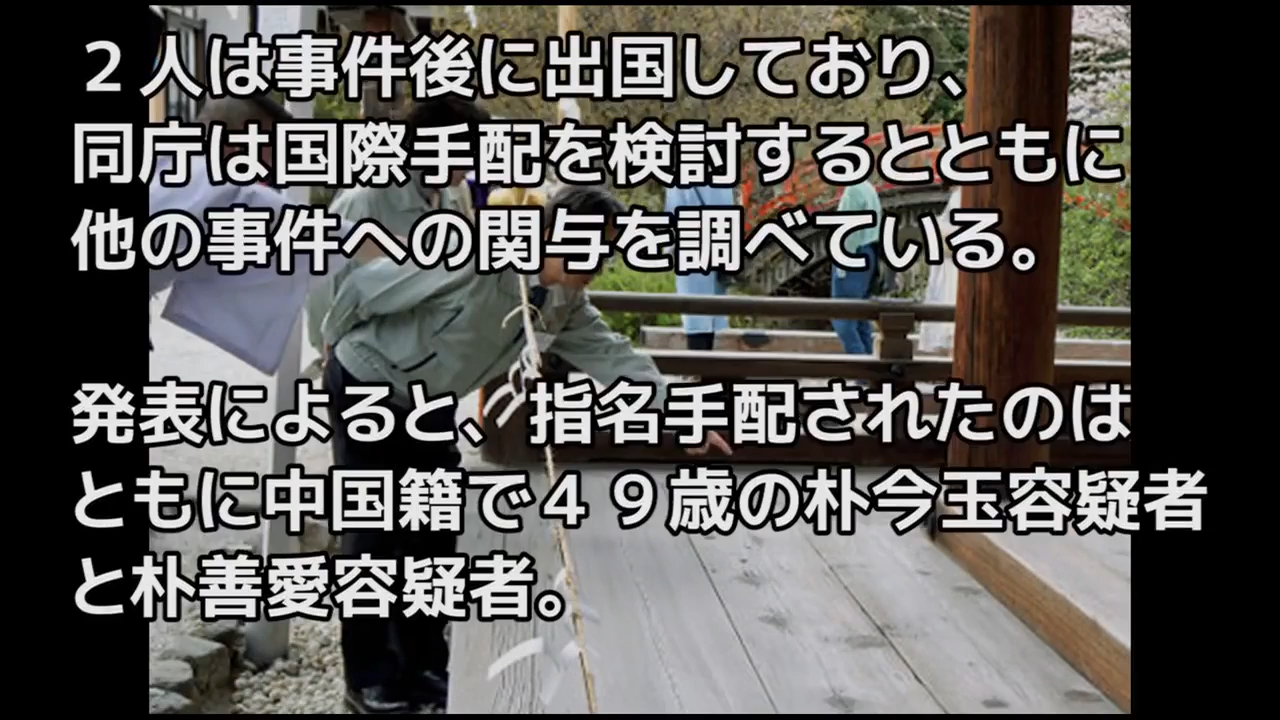 ２人は事件後に出国しており、
同庁は国際手配を検討するとともに
他の事件への関与を調べている。
発表によると、指名手配されたのは
ともに中国籍で４９歳の朴今玉容疑者
と朴善愛容疑者。